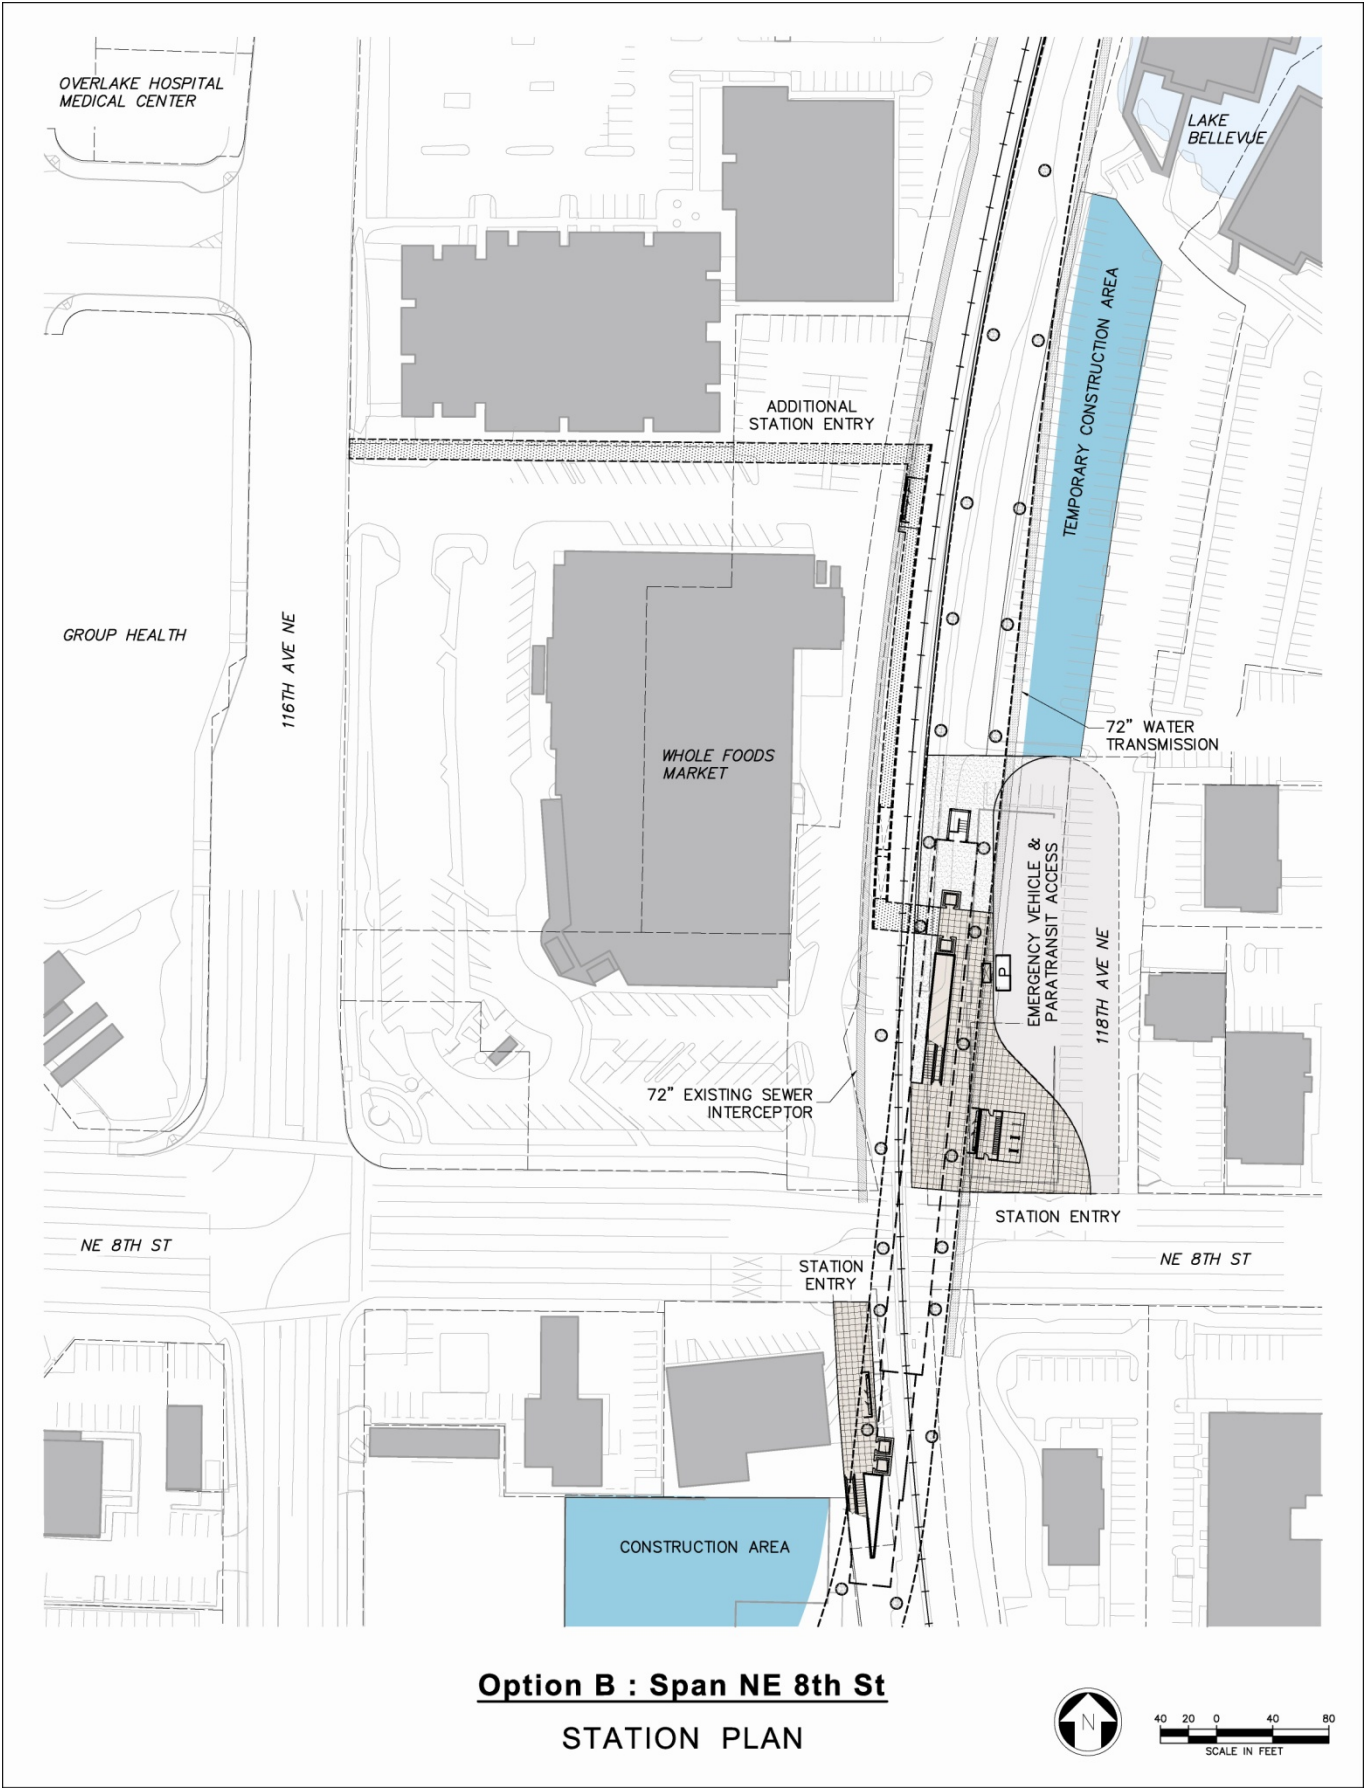 OVERLAKE HOSPITAL
MEDICAL CENTER
LAKE
BELLEVUE
TEMPORARY CONSTRUCTION AREA
ADDITIONAL
STATION ENTRY
GROUP HEALTH
116TH AVE NE
72" WATER
TRANSMISSION
WHOLE FOODS
MARKET
EMERGENCY VEHICLE &
PARATRANSIT ACCESS
P
118TH AVE NE
72" EXISTING SEWER
INTERCEPTOR
STATION ENTRY
NE 8TH ST
NE 8TH ST
STATION
ENTRY
CONSTRUCTION AREA
Option B : Span NE 8th St
STATION PLAN
N
40 20 0 40 80
SCALE IN FEET